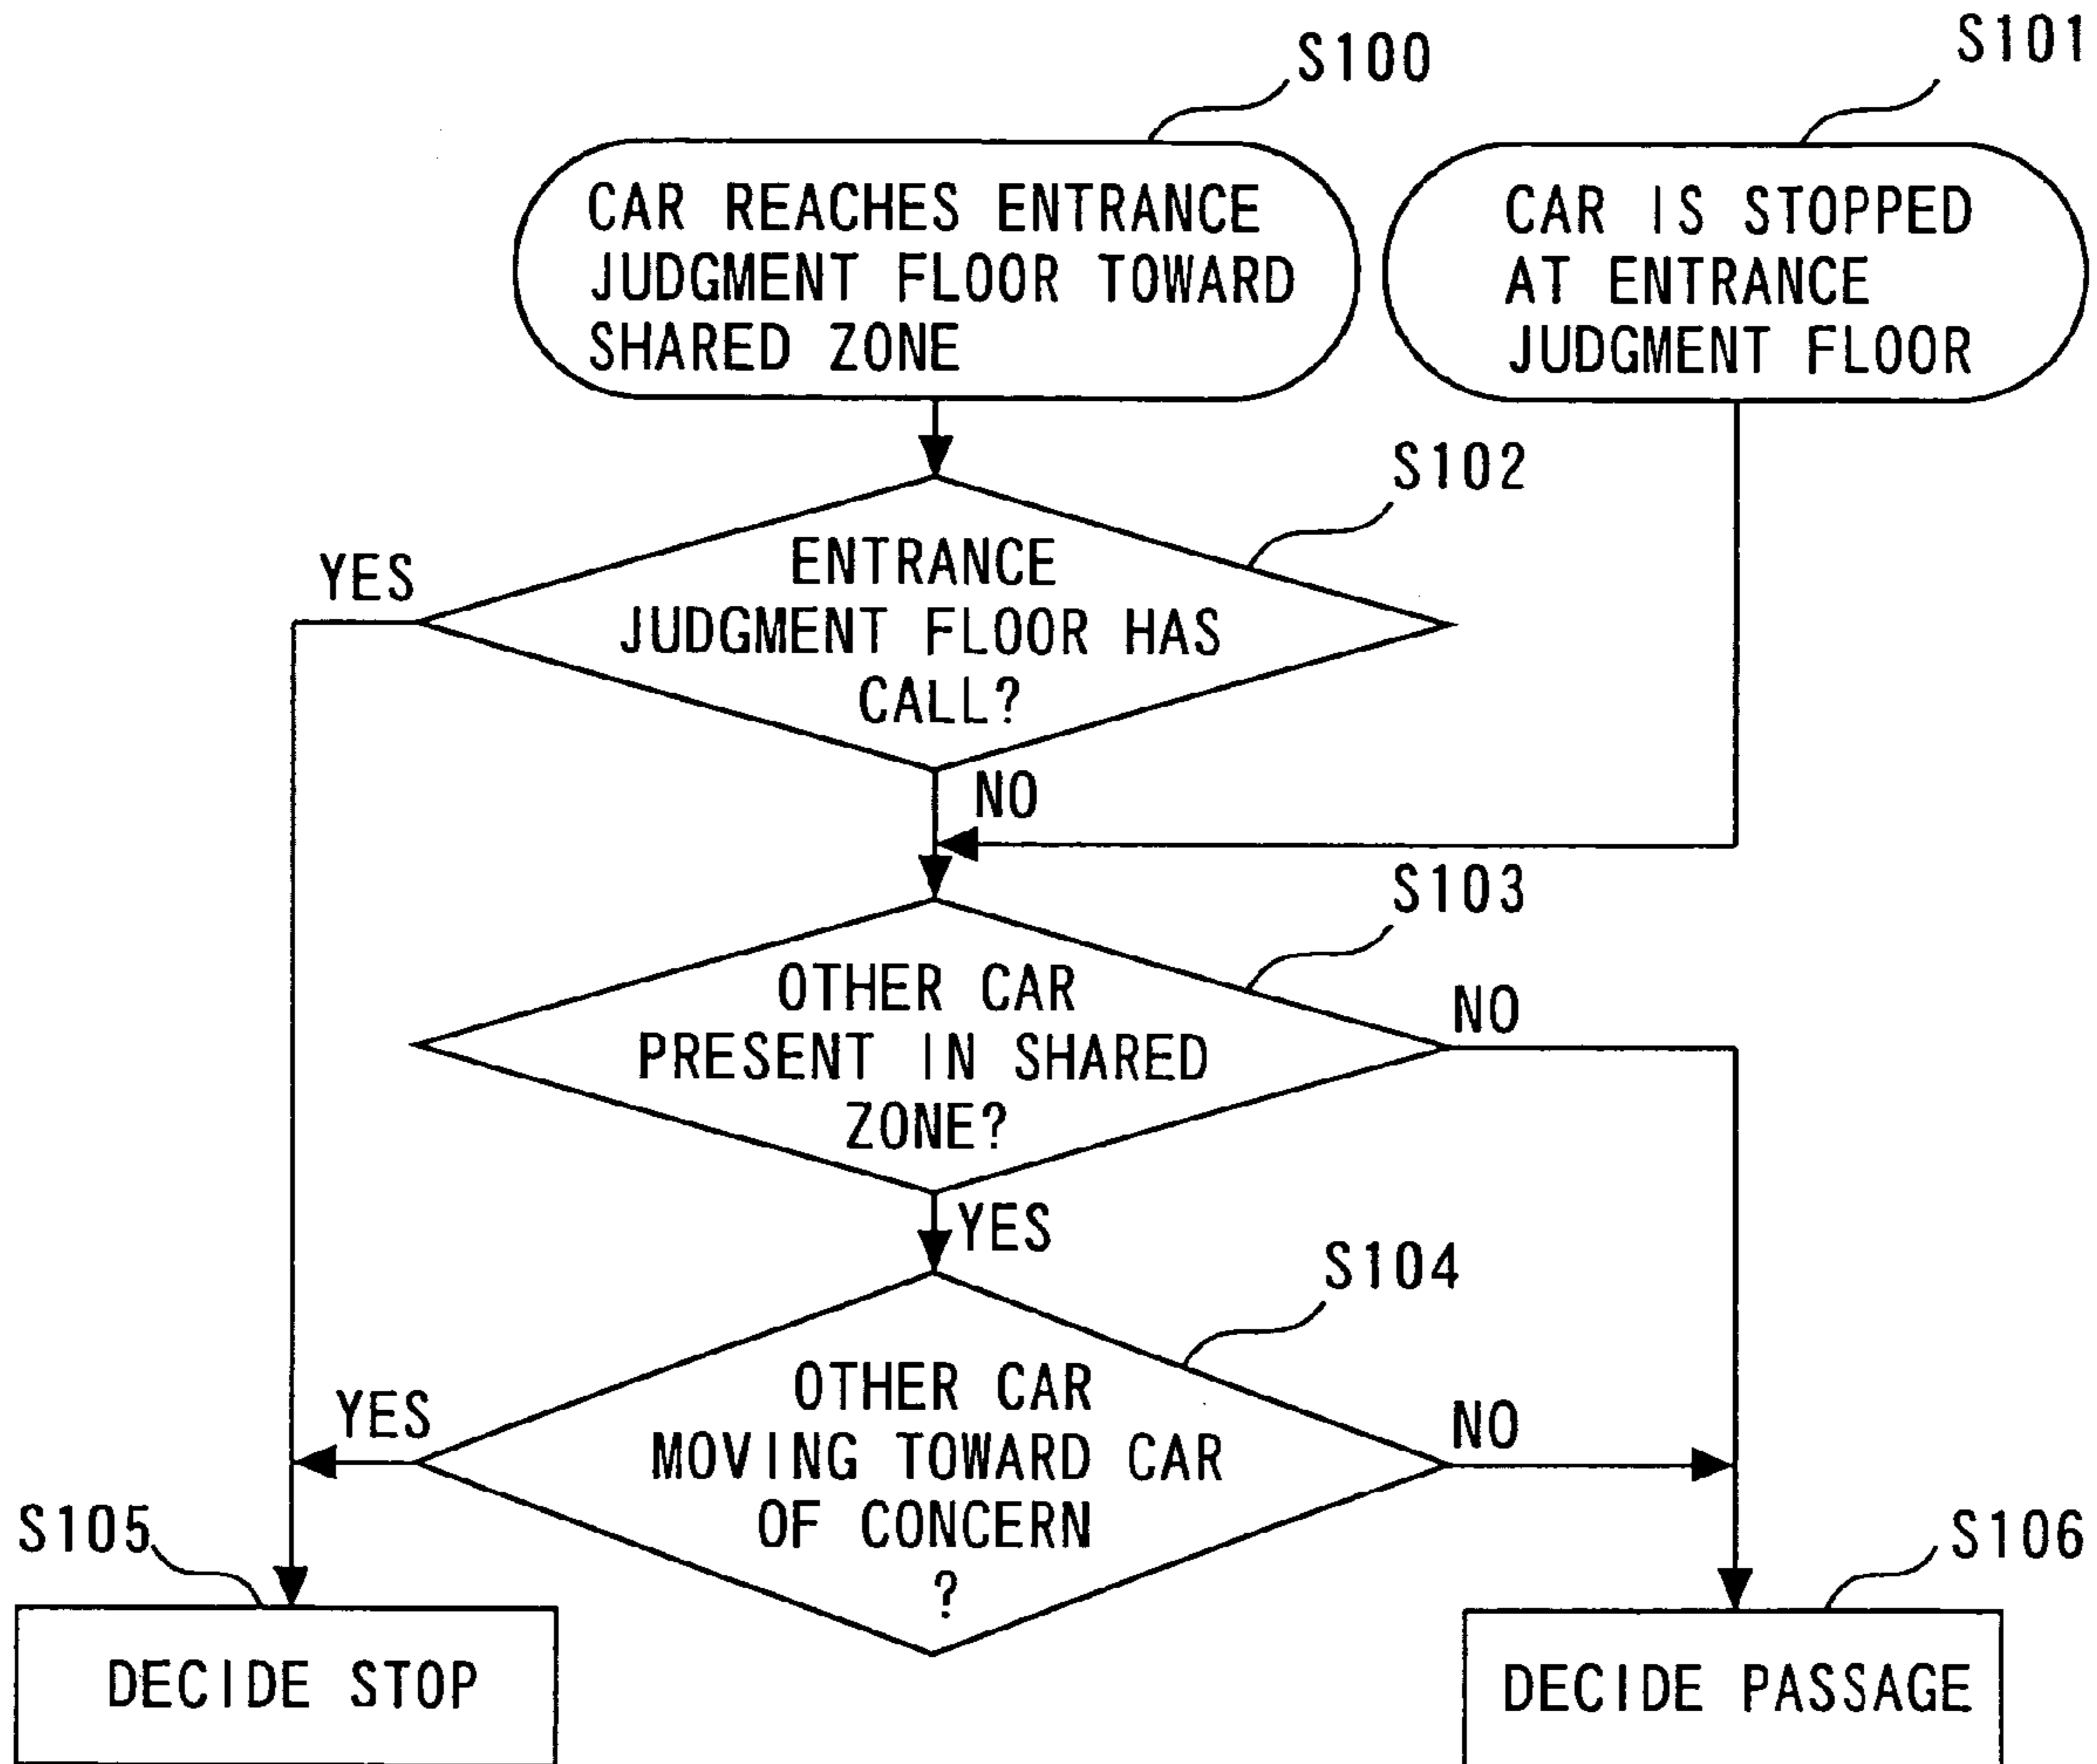 S100
S101
CAR REACHES ENTRANCE
JUDGMENT FLOOR TOWARD
SHARED ZONE
CAR IS STOPPED
AT ENTRANCE
JUDGMENT FLOOR
S102
YES
ENTRANCE
JUDGMENT FLOOR HAS
CALL?
NO
S103
OTHER CAR
PRESENT IN SHARED
ZONE?
NO
YES
S104
OTHER CAR
MOVING TOWARD CAR
OF CONCERN
?
YES
NO
S105
S106
DECIDE STOP
DECIDE PASSAGE